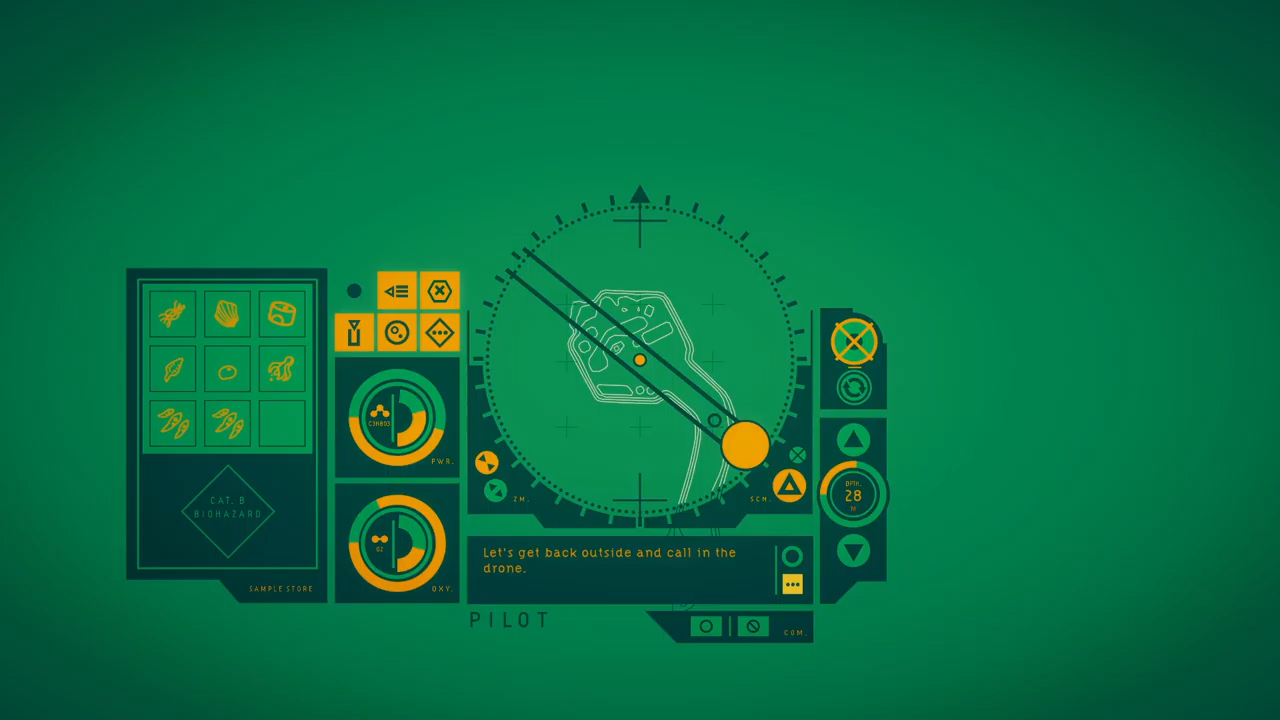 CAT. B
BIOHAZARD
SAMPLE STORE
C3H8O3
PWR.
O2
OXY.
ZM.
SCN.
DPTH.
28
M
Let's get back outside and call in the
drone.
PILOT
COM.